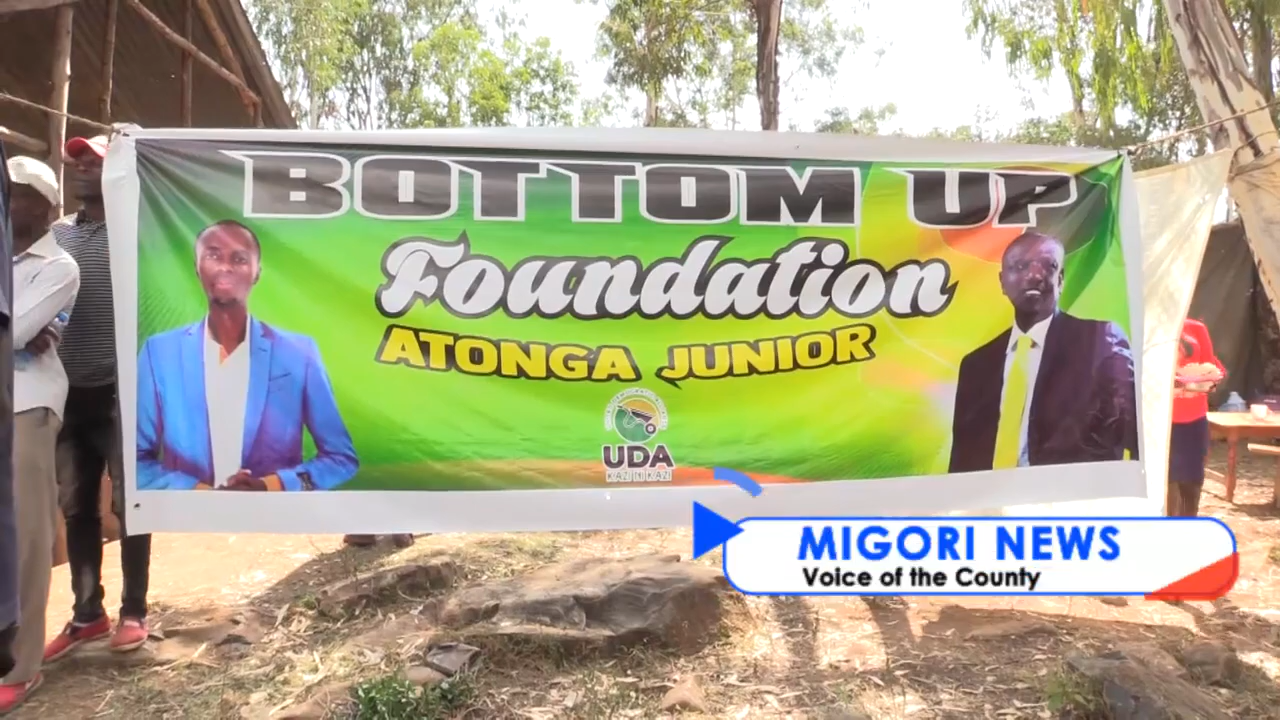 BOTTOM UP
Foundation
ATONGA JUNIOR
UDA
KAZI NI KAZI
MIGORI NEWS
Voice of the County